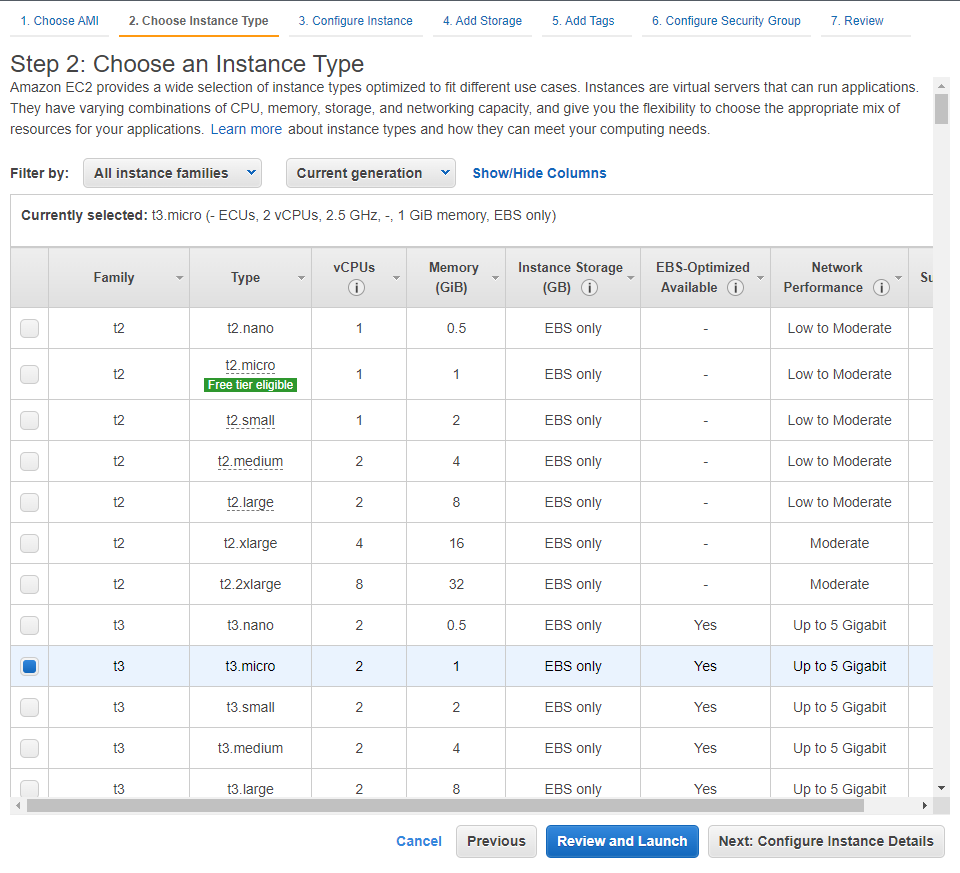 1. Choose AMI 2. Choose Instance Type 3. Configure Instance 4. Add Storage 5. Add Tags 6. Configure Security Group 7. Review
Step 2: Choose an Instance Type
Amazon EC2 provides a wide selection of instance types optimized to fit different use cases. Instances are virtual servers that can run applications.
They have varying combinations of CPU, memory, storage, and networking capacity, and give you the flexibility to choose the appropriate mix of
resources for your applications. Learn more about instance types and how they can meet your computing needs.
Filter by: All instance families Current generation Show/Hide Columns
Currently selected: t3.micro (- ECUs, 2 vCPUs, 2.5 GHz, -, 1 GiB memory, EBS only)
Family Type vCPUs Memory (GiB) Instance Storage (GB) EBS-Optimized Available Network Performance
t2 t2.nano 1 0.5 EBS only - Low to Moderate
t2 t2.micro Free tier eligible 1 1 EBS only - Low to Moderate
t2 t2.small 1 2 EBS only - Low to Moderate
t2 t2.medium 2 4 EBS only - Low to Moderate
t2 t2.large 2 8 EBS only - Low to Moderate
t2 t2.xlarge 4 16 EBS only - Moderate
t2 t2.2xlarge 8 32 EBS only - Moderate
t3 t3.nano 2 0.5 EBS only Yes Up to 5 Gigabit
t3 t3.micro 2 1 EBS only Yes Up to 5 Gigabit
t3 t3.small 2 2 EBS only Yes Up to 5 Gigabit
t3 t3.medium 2 4 EBS only Yes Up to 5 Gigabit
t3 t3.large 2 8 EBS only Yes Up to 5 Gigabit
Cancel Previous Review and Launch Next: Configure Instance Details